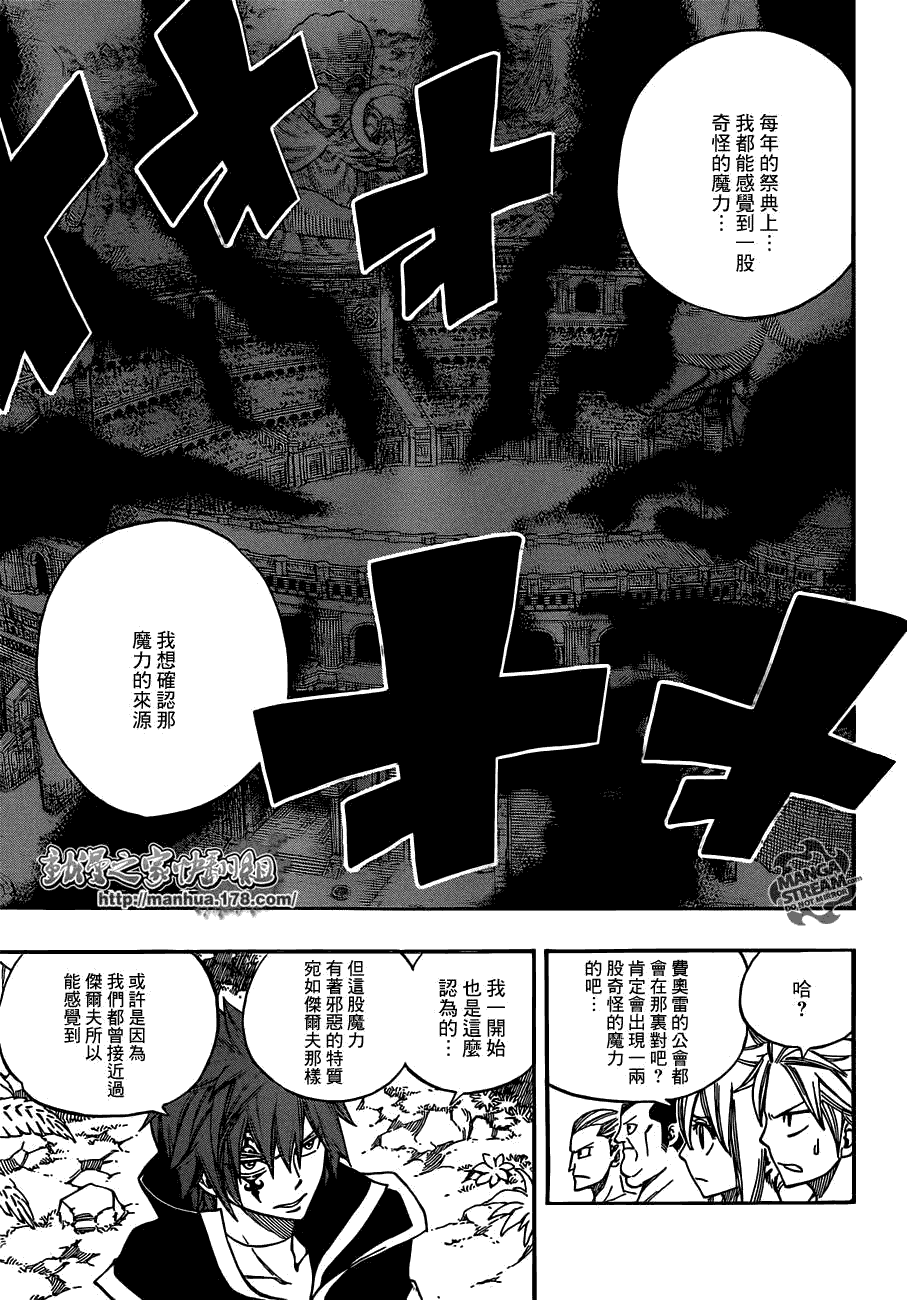 每年的祭典上…
我都能感覺到一股
奇怪的魔力…
我想確認那
魔力的來源
動漫之家快刊組
http://manhua.178.com/
MANGA
STREAM.com
DO NOT MIRROR!
哈?
費奧雷的公會都
會在那裏對吧?
肯定會出現一兩
股奇怪的魔力
的吧…
我一開始
也是這麼
認為的…
但這股魔力
有著邪惡的特質
宛如傑爾夫那樣
或許是因為
我們都曾接近過
傑爾夫所以
能感覺到